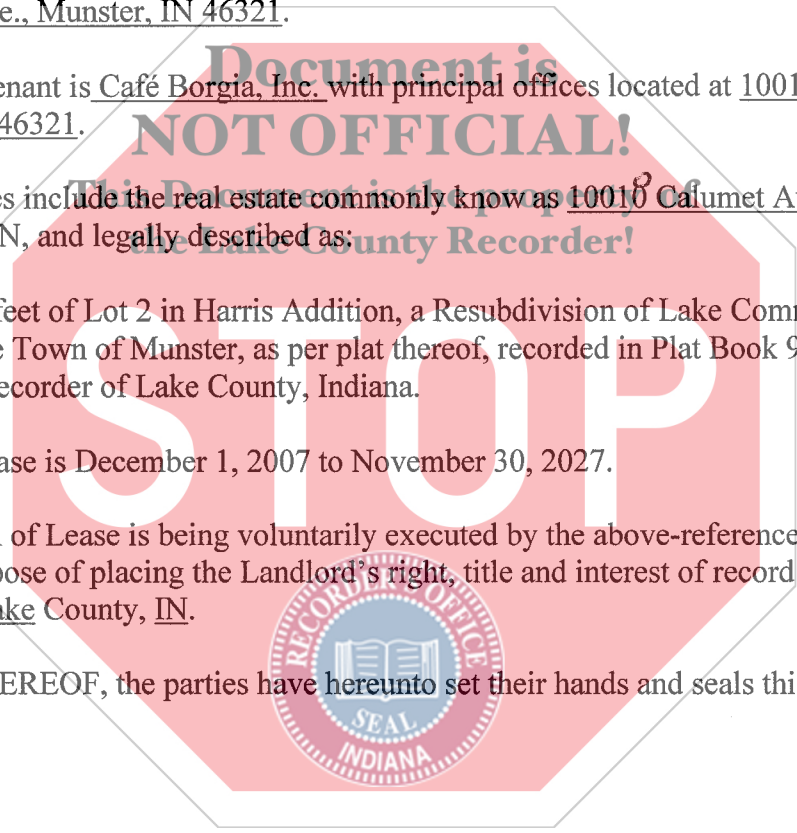 e., Munster, IN 46321.
Document is
enant is Café Borgia, Inc. with principal offices located at 1001
NOT OFFICIAL!
46321.
This Document is the property of
es include the real estate commonly know as 10018 Calumet A
N, and legally described as:
the Lake County Recorder!
feet of Lot 2 in Harris Addition, a Resubdivision of Lake Com
e Town of Munster, as per plat thereof, recorded in Plat Book 9
ecorder of Lake County, Indiana.
STOP
ase is December 1, 2007 to November 30, 2027.
of Lease is being voluntarily executed by the above-reference
pose of placing the Landlord's right, title and interest of record
ake County, IN.
EREOF, the parties have hereunto set their hands and seals thi
RECORDER'S OFFICE
SEAL
INDIANA